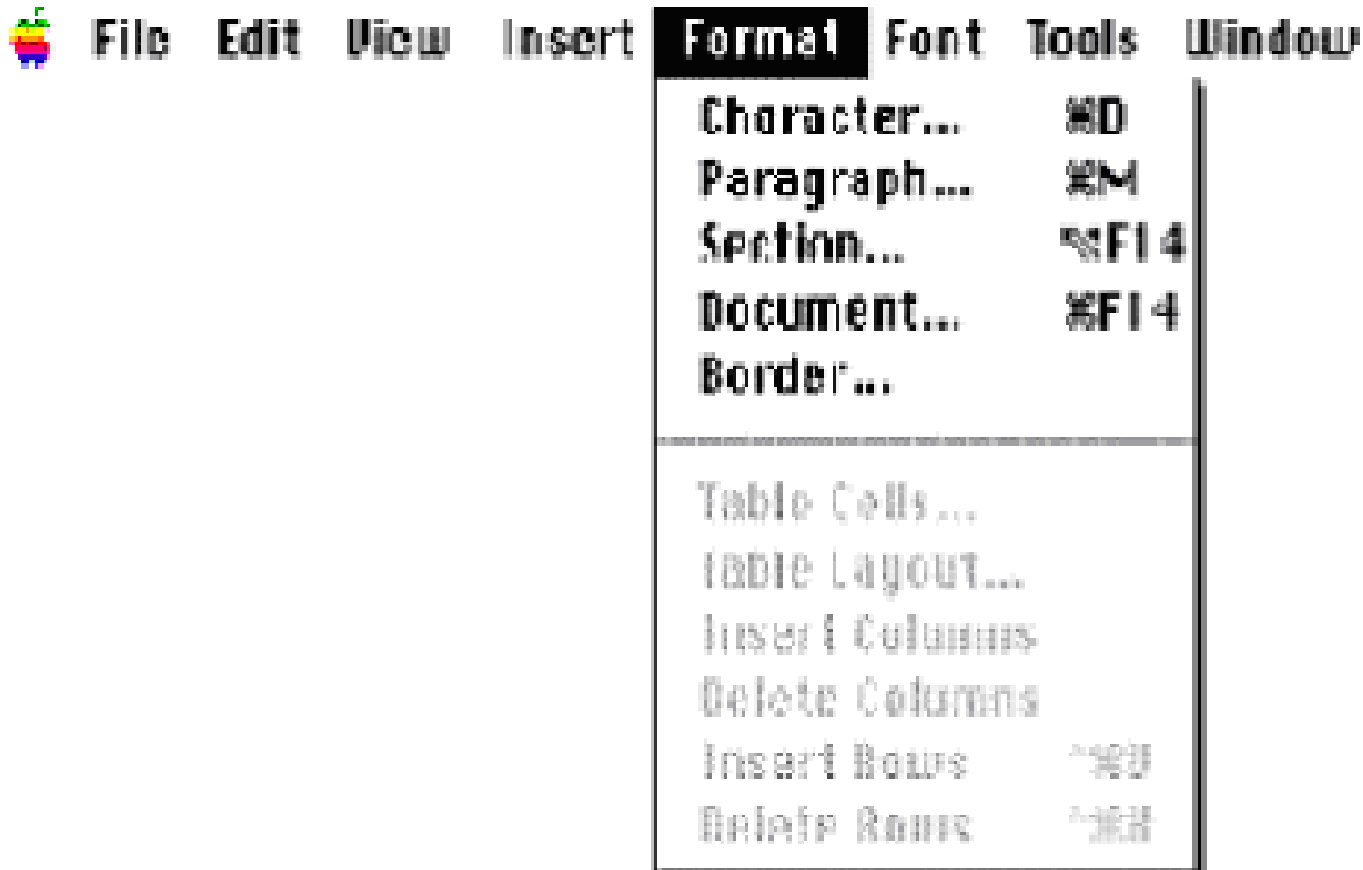 File Edit View Insert Format Font Tools Window
Character... ⌘D
Paragraph... ⌘M
Section... ⌥F14
Document... ⌘F14
Border...
Table Cells...
Table Layout...
Insert Columns
Delete Columns
Insert Rows
Delete Rows